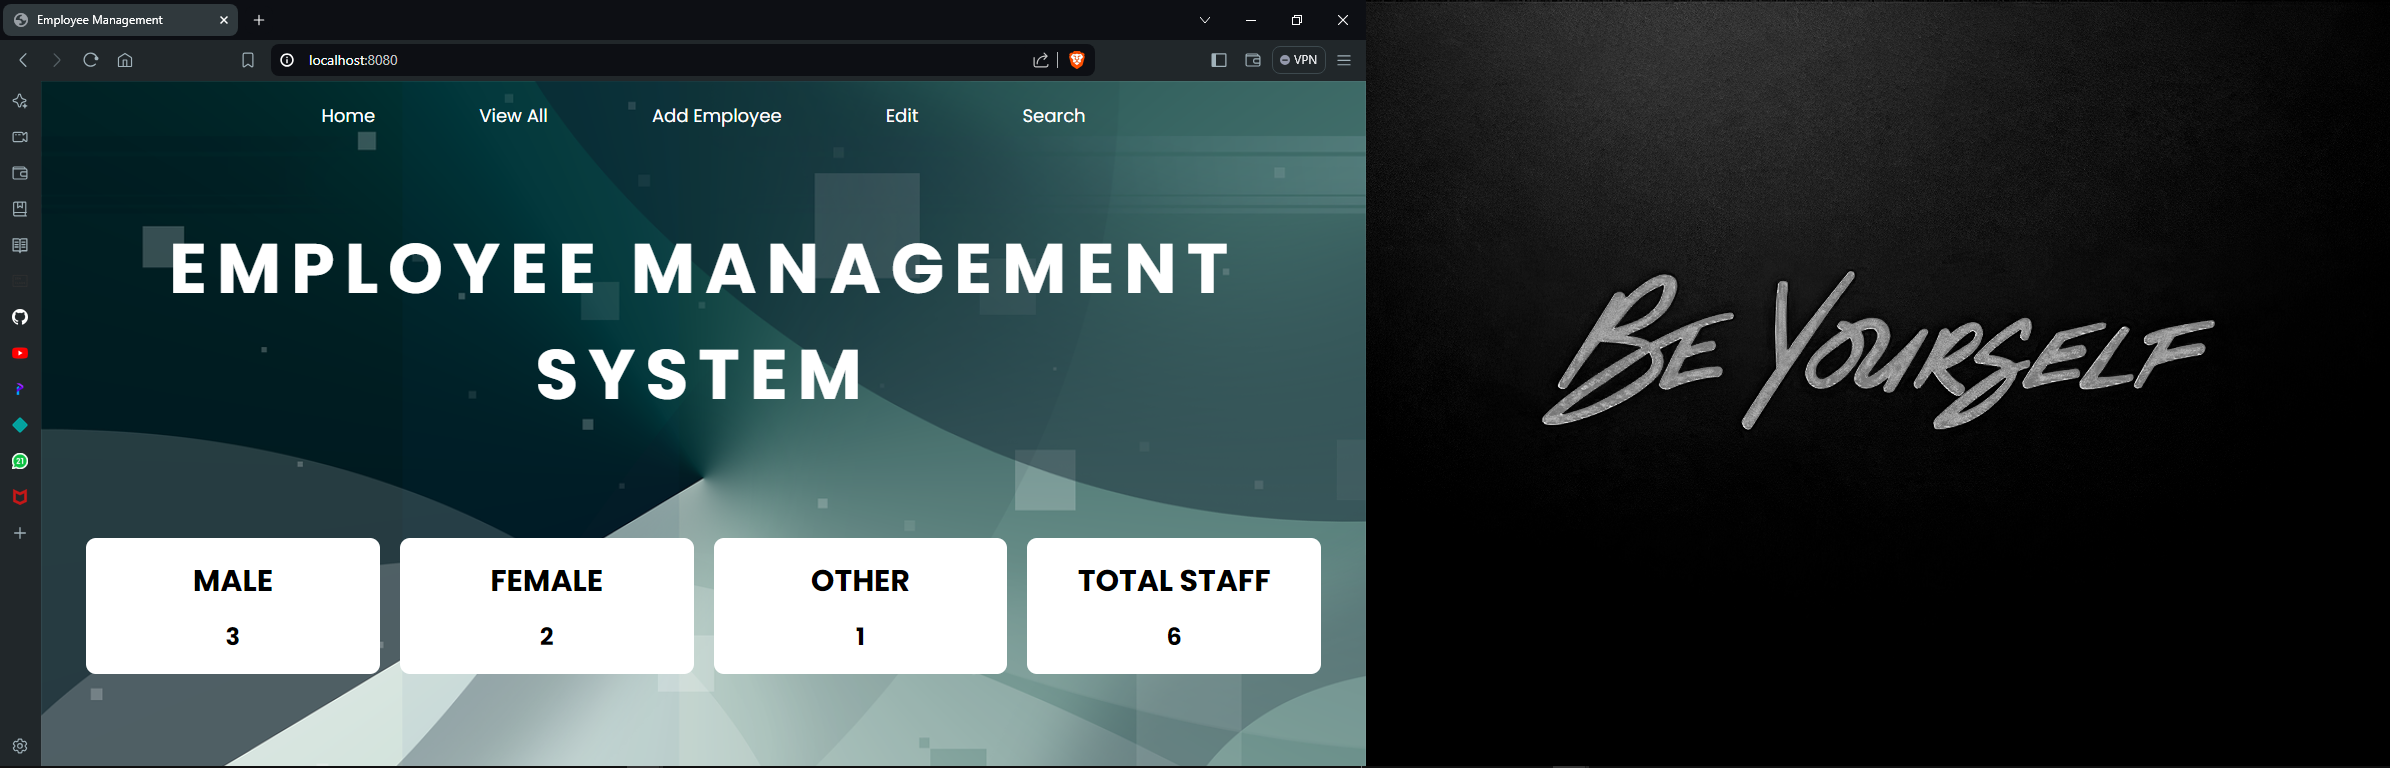 Employee Management
localhost:8080
VPN
Home View All Add Employee Edit Search
EMPLOYEE MANAGEMENT
SYSTEM
MALE FEMALE OTHER TOTAL STAFF
3 2 1 6
21
BE YOURSELF